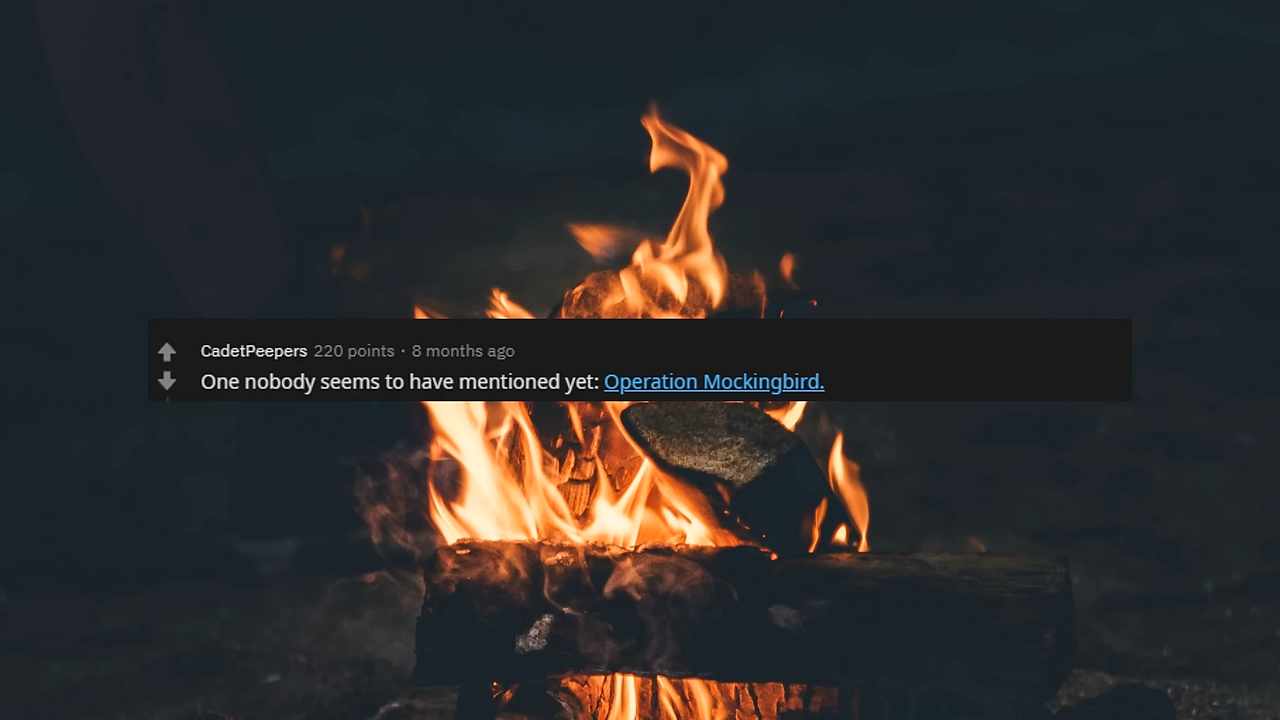 CadetPeepers 220 points · 8 months ago
One nobody seems to have mentioned yet: Operation Mockingbird.